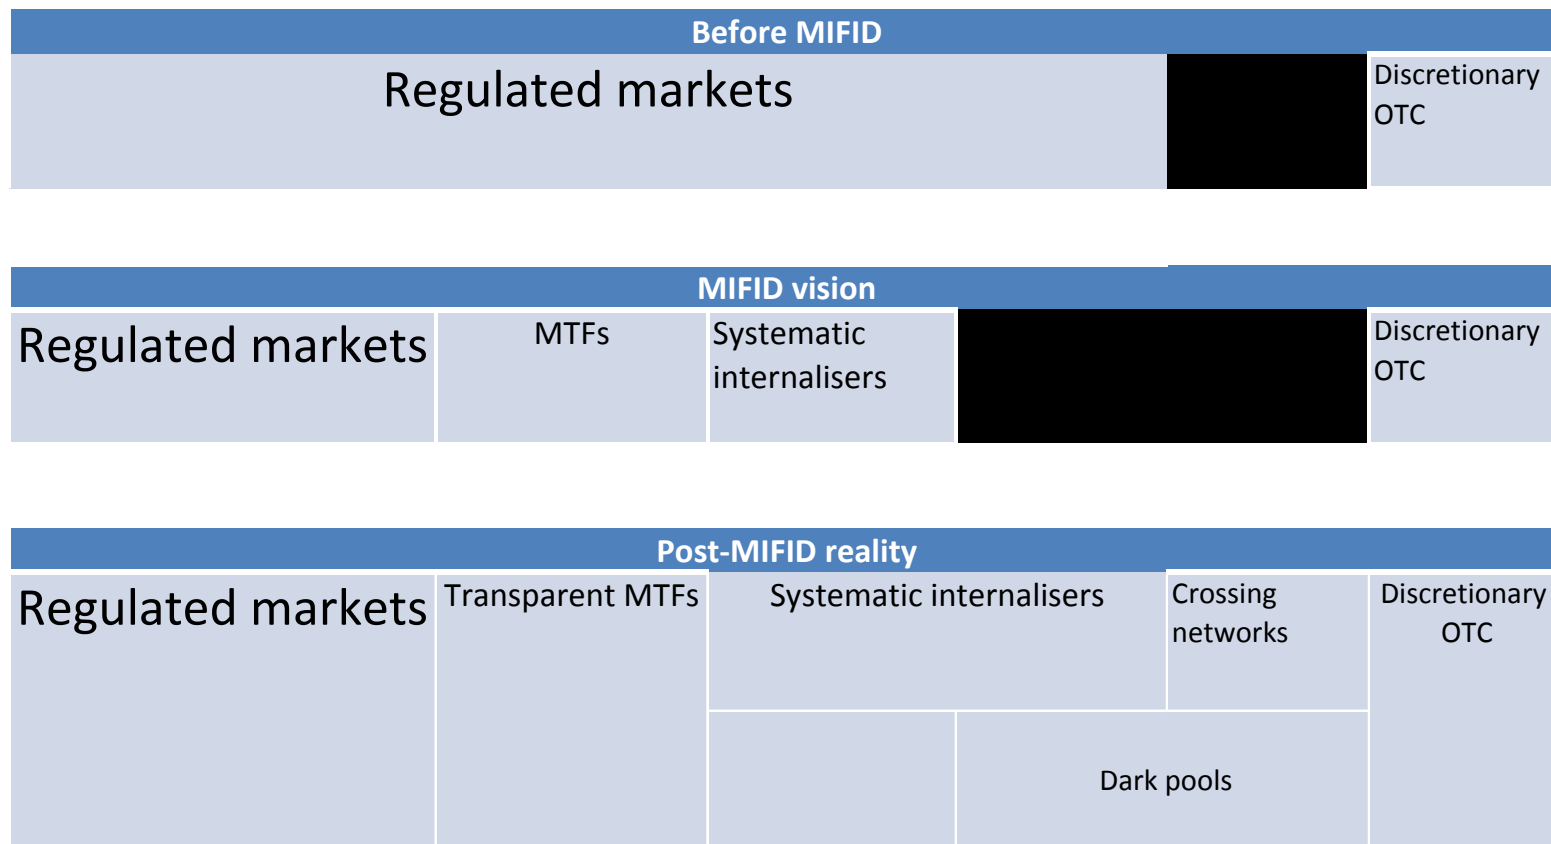 Before MIFID
Regulated markets
Discretionary
OTC
MIFID vision
Regulated markets
MTFs
Systematic
internalisers
Discretionary
OTC
Post-MIFID reality
Regulated markets
Transparent MTFs
Systematic internalisers
Crossing
networks
Discretionary
OTC
Dark pools